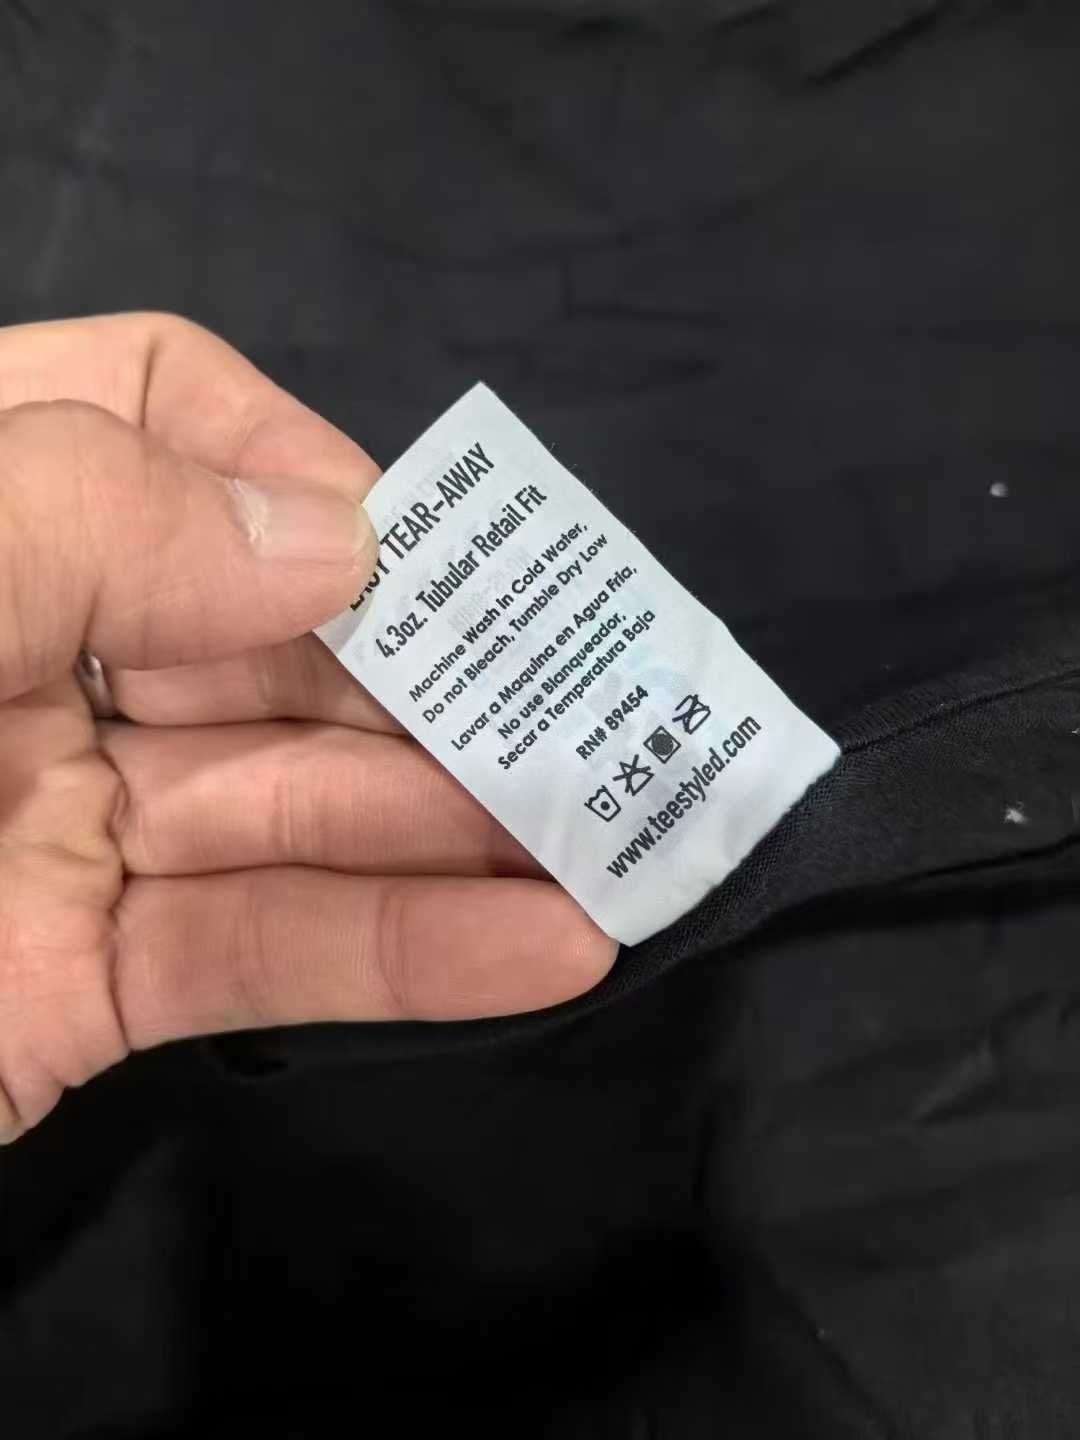 TEAR-AWAY
4.3oz. Tubular Retail Fit
Machine Wash in Cold Water,
Do not Bleach, Tumble Dry Low
Lavar a Maquina en Agua Fria,
No use Blanqueador,
Secar a Temperatura Baja
RN# 89454
www.teestyled.com